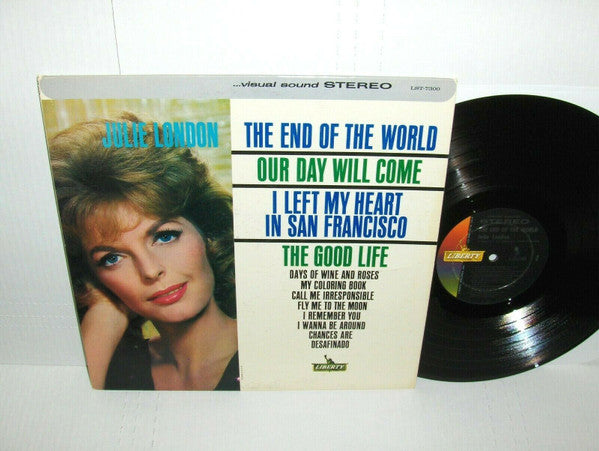 ...visual sound STEREO
LST-7300
JULIE LONDON
THE END OF THE WORLD
OUR DAY WILL COME
I LEFT MY HEART
IN SAN FRANCISCO
THE GOOD LIFE
DAYS OF WINE AND ROSES
MY COLORING BOOK
CALL ME IRRESPONSIBLE
FLY ME TO THE MOON
I REMEMBER YOU
I WANNA BE AROUND
CHANCES ARE
DESAFINADO
LIBERTY
STEREO
LIBERTY